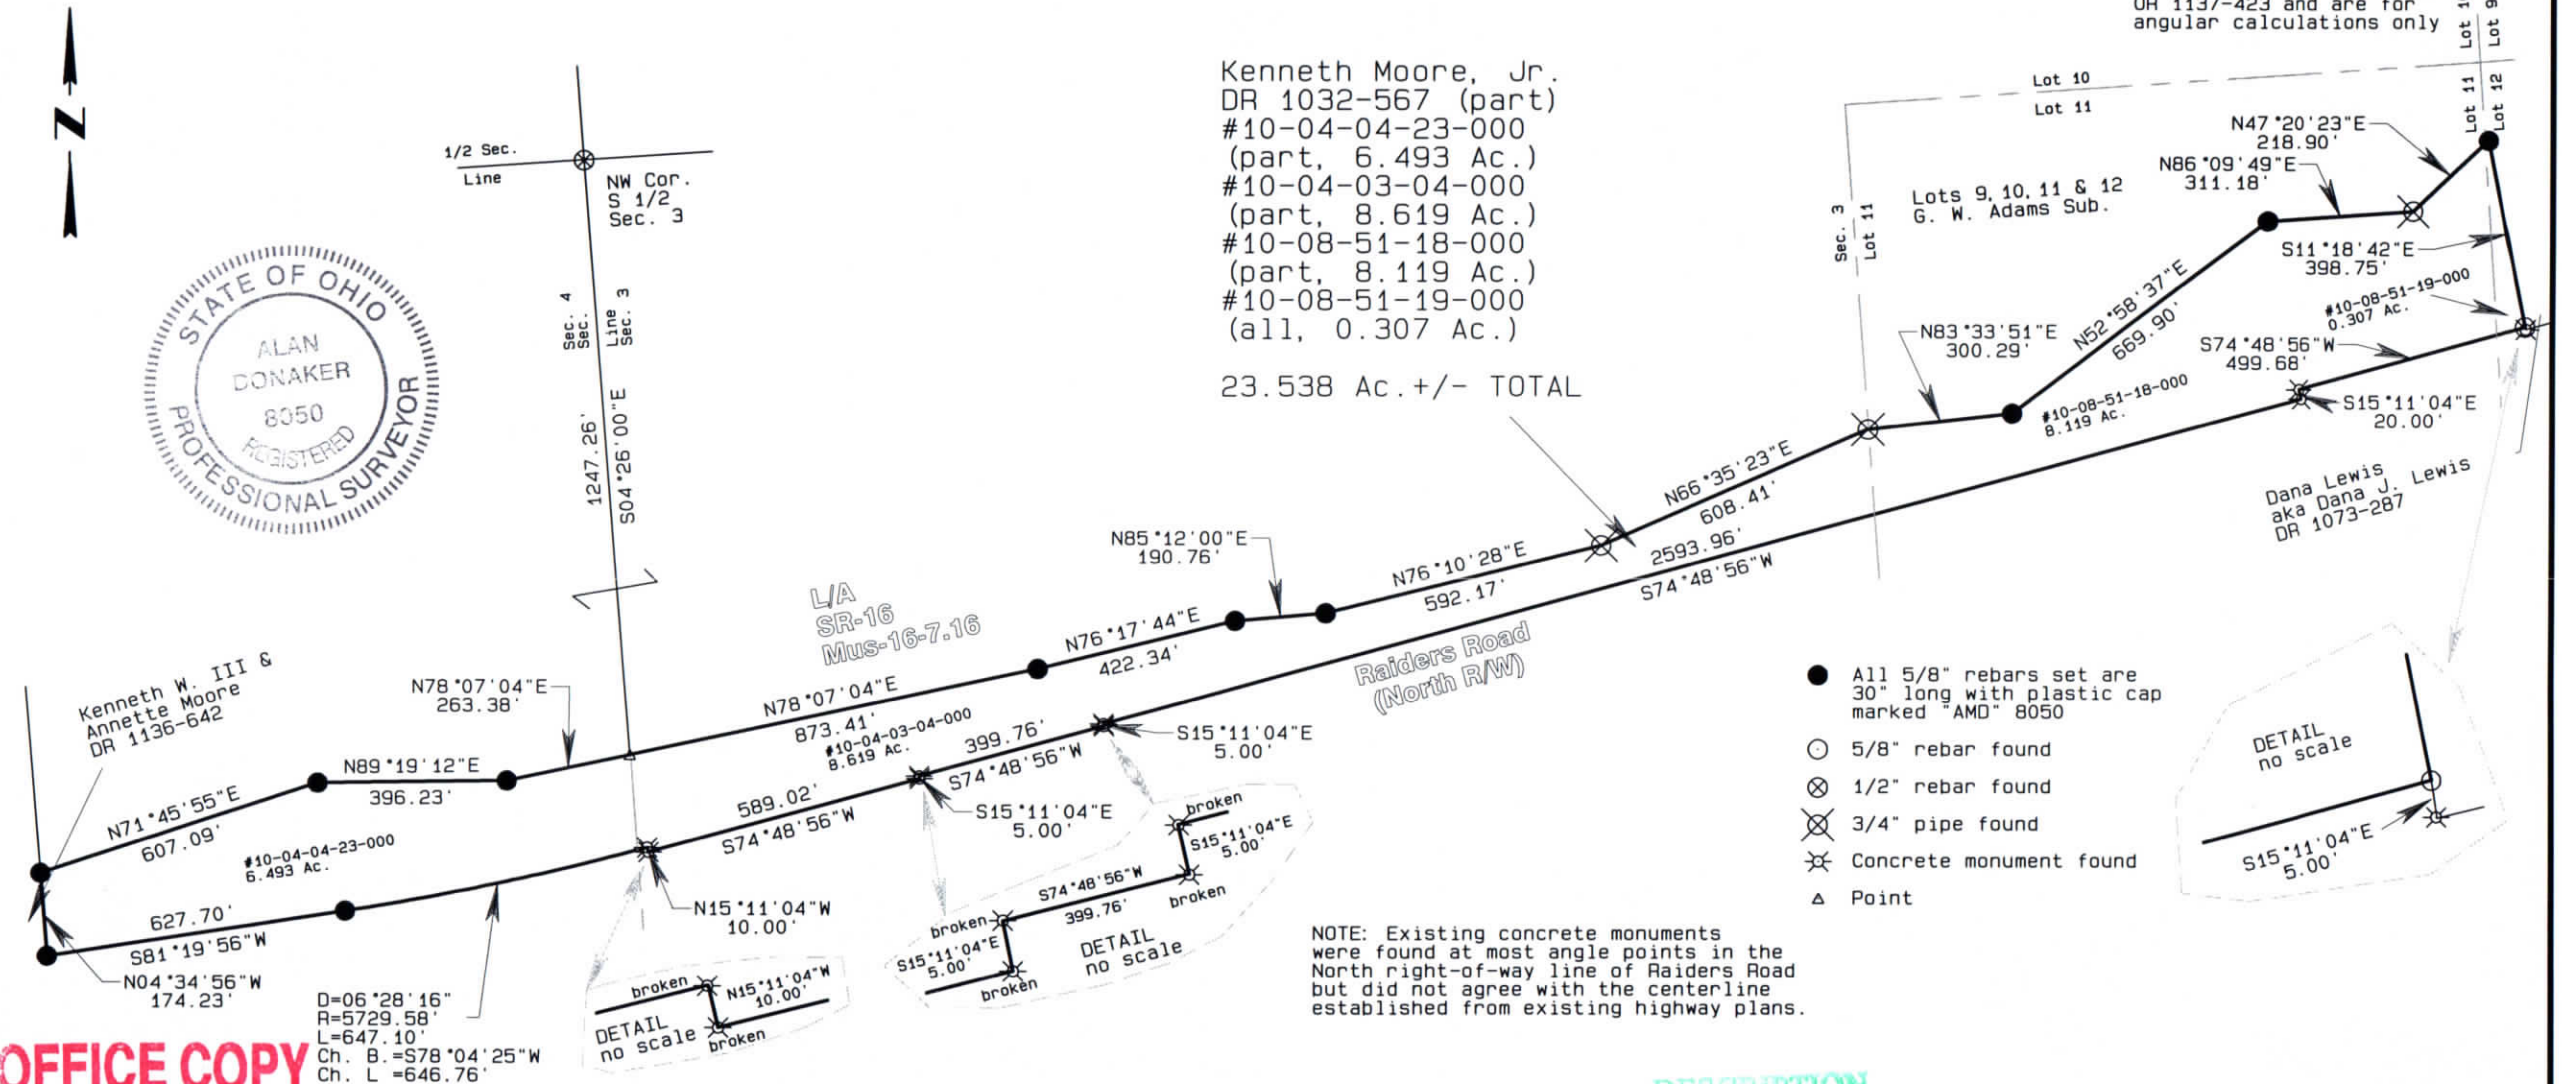 OR 1137-423 and are for
angular calculations only
Lot 9
Lot 10
Lot 11
Lot 11
Lot 12
N
1/2 Sec.
Line
NW Cor.
S 1/2
Sec. 3
Kenneth Moore, Jr.
DR 1032-567 (part)
#10-04-04-23-000
(part, 6.493 Ac.)
#10-04-03-04-000
(part, 8.619 Ac.)
#10-08-51-18-000
(part, 8.119 Ac.)
#10-08-51-19-000
(all, 0.307 Ac.)
23.538 Ac.+/- TOTAL
N47°20'23"E
218.90'
N86°09'49"E
311.18'
Lots 9, 10, 11 & 12
G. W. Adams Sub.
Sec. 3
Lot 11
S11°18'42"E
398.75'
#10-08-51-19-000
0.307 Ac.
N52°58'37"E
669.90'
N83°33'51"E
300.29'
S74°48'56"W
499.68'
#10-08-51-18-000
8.119 Ac.
S15°11'04"E
20.00'
STATE OF OHIO
ALAN
DONAKER
8050
REGISTERED
PROFESSIONAL SURVEYOR
Sec. 4
Sec.
Line
Sec. 3
1247.26'
S04°26'00"E
N66°35'23"E
608.41'
Dana Lewis
aka Dana J. Lewis
DR 1073-287
N85°12'00"E
190.76'
N76°10'28"E
592.17'
2593.96'
S74°48'56"W
L/A
SR-16
Mus-16-7.16
N76°17'44"E
422.34'
Raiders Road
(North R/W)
Kenneth W. III &
Annette Moore
DR 1136-642
N78°07'04"E
263.38'
N78°07'04"E
873.41'
#10-04-03-04-000
8.619 Ac.
399.76'
S74°48'56"W
S15°11'04"E
5.00'
N89°19'12"E
396.23'
N71°45'55"E
607.09'
#10-04-04-23-000
6.493 Ac.
589.02'
S74°48'56"W
S15°11'04"E
5.00'
N15°11'04"W
10.00'
627.70'
S81°19'56"W
N04°34'56"W
174.23'
D=06°28'16"
R=5729.58'
L=647.10'
Ch. B.=S78°04'25"W
Ch. L =646.76'
OFFICE COPY
broken
N15°11'04"W
10.00'
DETAIL
no scale
broken
broken
S15°11'04"E
5.00'
S74°48'56"W
399.76'
broken
broken
S15°11'04"E
5.00'
broken
DETAIL
no scale
All 5/8" rebars set are
30" long with plastic cap
marked "AMD" 8050
5/8" rebar found
1/2" rebar found
3/4" pipe found
Concrete monument found
Point
DETAIL
no scale
S15°11'04"E
5.00'
NOTE: Existing concrete monuments
were found at most angle points in the
North right-of-way line of Raiders Road
but did not agree with the centerline
established from existing highway plans.